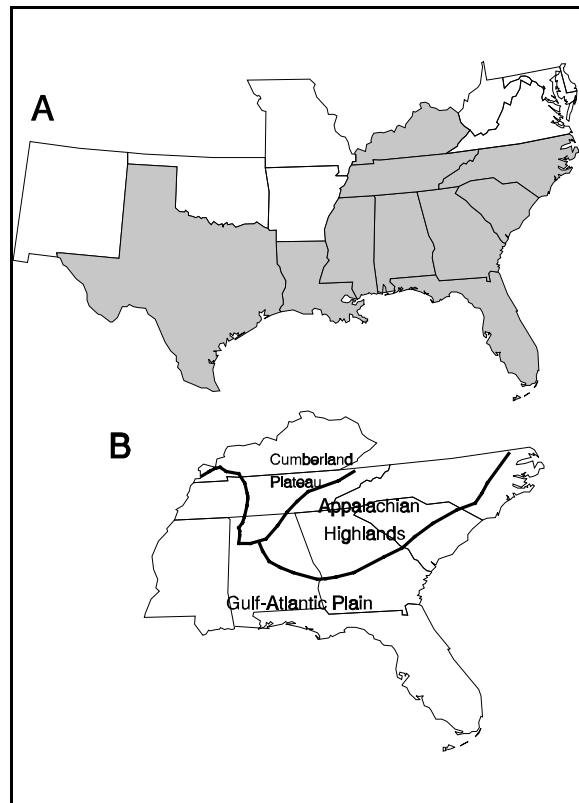 A
B
Cumberland
Plateau
Appalachian
Highlands
Gulf-Atlantic Plain